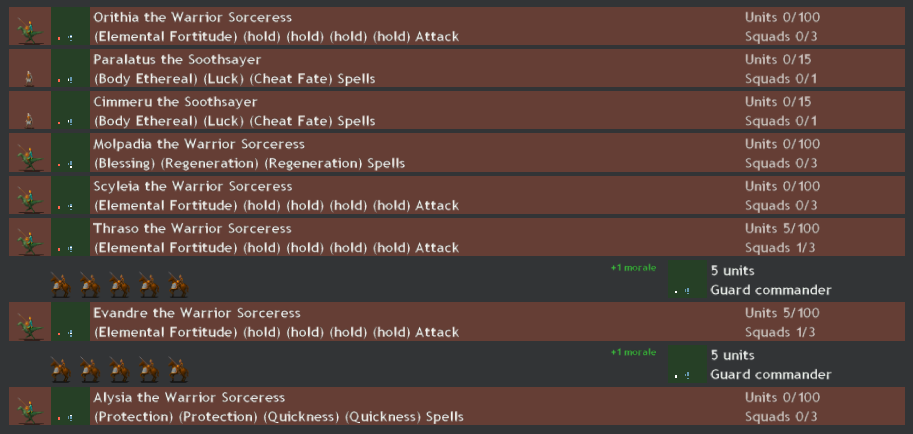 Orithia the Warrior Sorceress Units 0/100
(Elemental Fortitude) (hold) (hold) (hold) (hold) Attack Squads 0/3
Paralatus the Soothsayer Units 0/15
(Body Ethereal) (Luck) (Cheat Fate) Spells Squads 0/1
Cimmeru the Soothsayer Units 0/15
(Body Ethereal) (Luck) (Cheat Fate) Spells Squads 0/1
Molpadia the Warrior Sorceress Units 0/100
(Blessing) (Regeneration) (Regeneration) Spells Squads 0/3
Scyleia the Warrior Sorceress Units 0/100
(Elemental Fortitude) (hold) (hold) (hold) (hold) Attack Squads 0/3
Thraso the Warrior Sorceress Units 5/100
(Elemental Fortitude) (hold) (hold) (hold) (hold) Attack Squads 1/3
+1 morale 5 units
Guard commander
Evandre the Warrior Sorceress Units 5/100
(Elemental Fortitude) (hold) (hold) (hold) (hold) Attack Squads 1/3
+1 morale 5 units
Guard commander
Alysia the Warrior Sorceress Units 0/100
(Protection) (Protection) (Quickness) (Quickness) Spells Squads 0/3